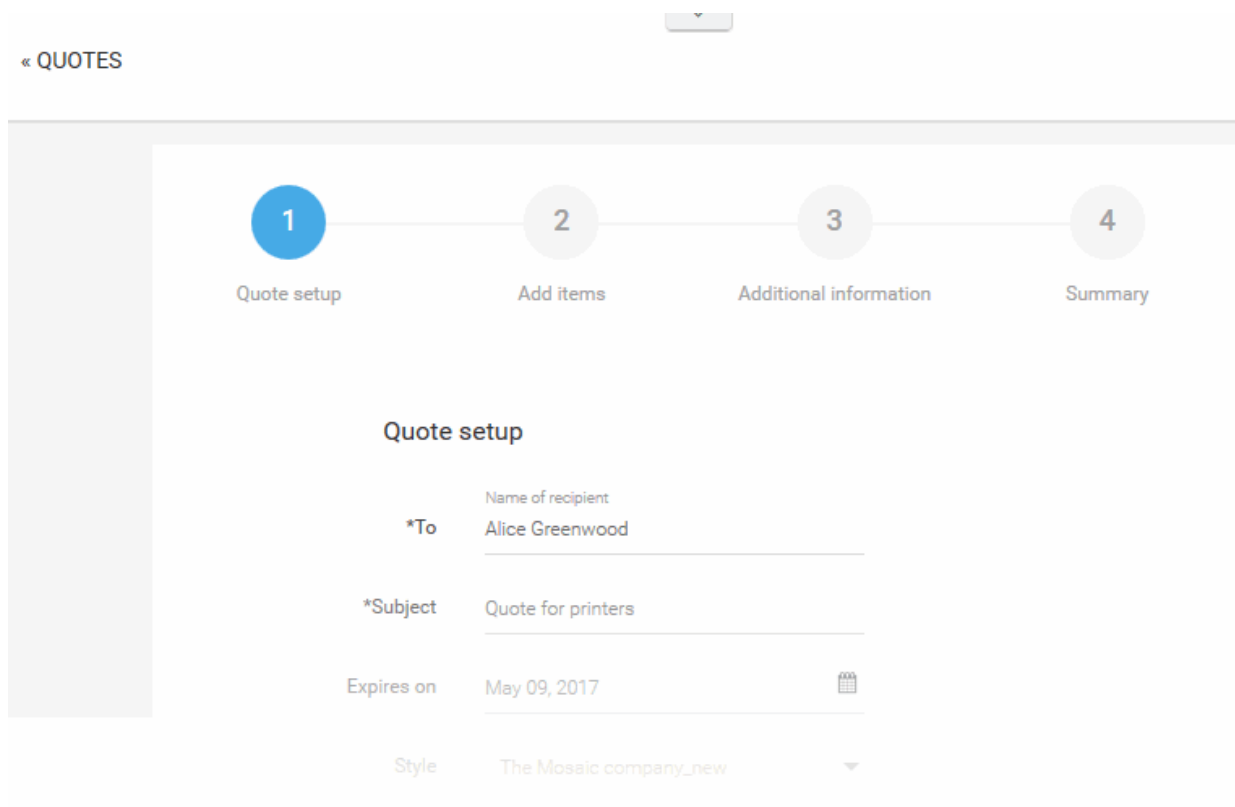 « QUOTES
1 2 3 4
Quote setup Add items Additional information Summary
Quote setup
Name of recipient
*To Alice Greenwood
*Subject Quote for printers
Expires on May 09, 2017
Style The Mosaic company_new